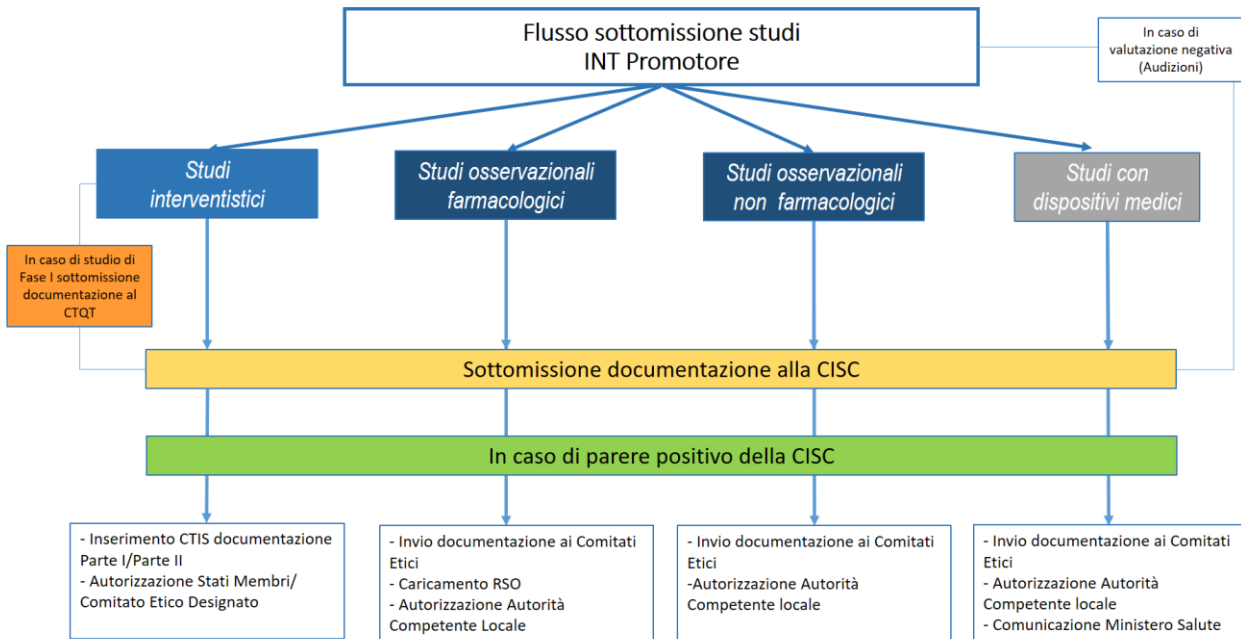 Flusso sottomissione studi
INT Promotore
In caso di
valutazione negativa
(Audizioni)
Studi
interventistici
Studi osservazionali
farmacologici
Studi osservazionali
non farmacologici
Studi con
dispositivi medici
In caso di studio di
Fase I sottomissione
documentazione al
CTQT
Sottomissione documentazione alla CISC
In caso di parere positivo della CISC
- Inserimento CTIS documentazione
Parte I/Parte II
- Autorizzazione Stati Membri/
Comitato Etico Designato
- Invio documentazione ai Comitati
Etici
- Caricamento RSO
- Autorizzazione Autorità
Competente Locale
- Invio documentazione ai Comitati
Etici
-Autorizzazione Autorità
Competente locale
- Invio documentazione ai Comitati
Etici
- Autorizzazione Autorità
Competente locale
- Comunicazione Ministero Salute